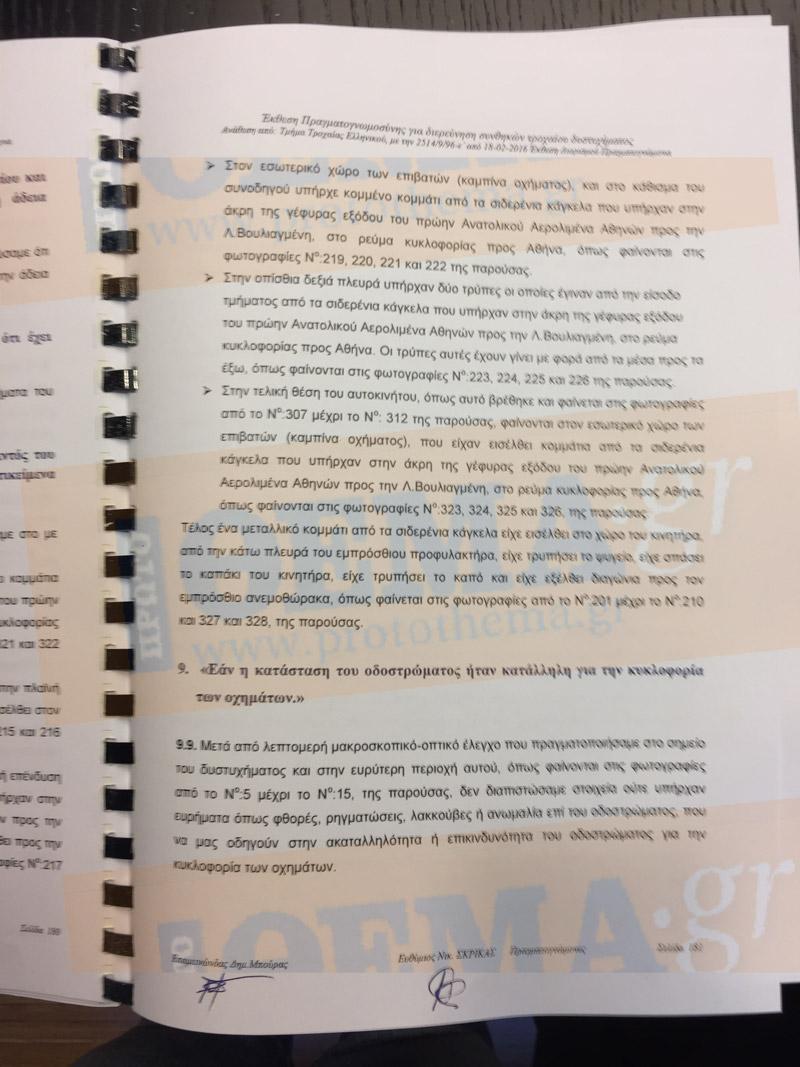 Έκθεση Πραγματογνωμοσύνης για διερεύνηση συνθηκών τροχαίου δυστυχήματος
Ανάθεση από: Τμήμα Τροχαίας Ελληνικού, με την 2514/9/96-ε΄ από 18-02-2016 Έκθεση Διορισμού Πραγματογνώμονα
➢ Στον εσωτερικό χώρο των επιβατών (καμπίνα οχήματος), και στο κάθισμα του
συνοδηγού υπήρχε κομμένο κομμάτι από τα σιδερένια κάγκελα που υπήρχαν στην
άκρη της γέφυρας εξόδου του πρώην Ανατολικού Αερολιμένα Αθηνών προς την
Λ.Βουλιαγμένη, στο ρεύμα κυκλοφορίας προς Αθήνα, όπως φαίνονται στις
φωτογραφίες Νº:219, 220, 221 και 222 της παρούσας.
➢ Στην οπίσθια δεξιά πλευρά υπήρχαν δύο τρύπες οι οποίες έγιναν από την είσοδο
τμήματος από τα σιδερένια κάγκελα που υπήρχαν στην άκρη της γέφυρας εξόδου
του πρώην Ανατολικού Αερολιμένα Αθηνών προς την Λ.Βουλιαγμένη, στο ρεύμα
κυκλοφορίας προς Αθήνα. Οι τρύπες αυτές έχουν γίνει με φορά από τα μέσα προς τα
έξω, όπως φαίνονται στις φωτογραφίες Νº:223, 224, 225 και 226 της παρούσας.
➢ Στην τελική θέση του αυτοκινήτου, όπως αυτό βρέθηκε και φαίνεται στις φωτογραφίες
από το Νº:307 μέχρι το Νº: 312 της παρούσας, φαίνονται στον εσωτερικό χώρο των
επιβατών (καμπίνα οχήματος), που είχαν εισέλθει κομμάτια από τα σιδερένια
κάγκελα που υπήρχαν στην άκρη της γέφυρας εξόδου του πρώην Ανατολικού
Αερολιμένα Αθηνών προς την Λ.Βουλιαγμένη, στο ρεύμα κυκλοφορίας προς Αθήνα,
όπως φαίνονται στις φωτογραφίες Νº:323, 324, 325 και 326, της παρούσας
Τέλος ένα μεταλλικό κομμάτι από τα σιδερένια κάγκελα είχε εισέλθει στο χώρο του κινητήρα,
από την κάτω πλευρά του εμπρόσθιου προφυλακτήρα, είχε τρυπήσει το ψυγείο, είχε σπάσει
το καπάκι του κινητήρα, είχε τρυπήσει το καπό και είχε εξέλθει διαγώνια προς τον
εμπρόσθιο ανεμοθώρακα, όπως φαίνεται στις φωτογραφίες από το Νº:201 μέχρι το Νº:210
και 327 και 328, της παρούσας.
9. «Εάν η κατάσταση του οδοστρώματος ήταν κατάλληλη για την κυκλοφορία
των οχημάτων.»
9.9. Μετά από λεπτομερή μακροσκοπικό-οπτικό έλεγχο που πραγματοποιήσαμε στο σημείο
του δυστυχήματος και στην ευρύτερη περιοχή αυτού, όπως φαίνονται στις φωτογραφίες
από το Νº:5 μέχρι το Νº:15, της παρούσας, δεν διαπιστώσαμε στοιχεία ούτε υπήρχαν
ευρήματα όπως φθορές, ρηγματώσεις, λακκούβες ή ανωμαλία επί του οδοστρώματος, που
να μας οδηγούν στην ακαταλληλότητα ή επικινδυνότητα του οδοστρώματος για την
κυκλοφορία των οχημάτων.
Επαμεινώνδας Δημ.Μπούρας
Ευθύμιος Νικ. ΣΚΡΙΚΑΣ Πραγματογνώμονας
Σελίδα
www.protothema.gr
ΠΡΩΤΟ
ΘΕΜΑ.gr